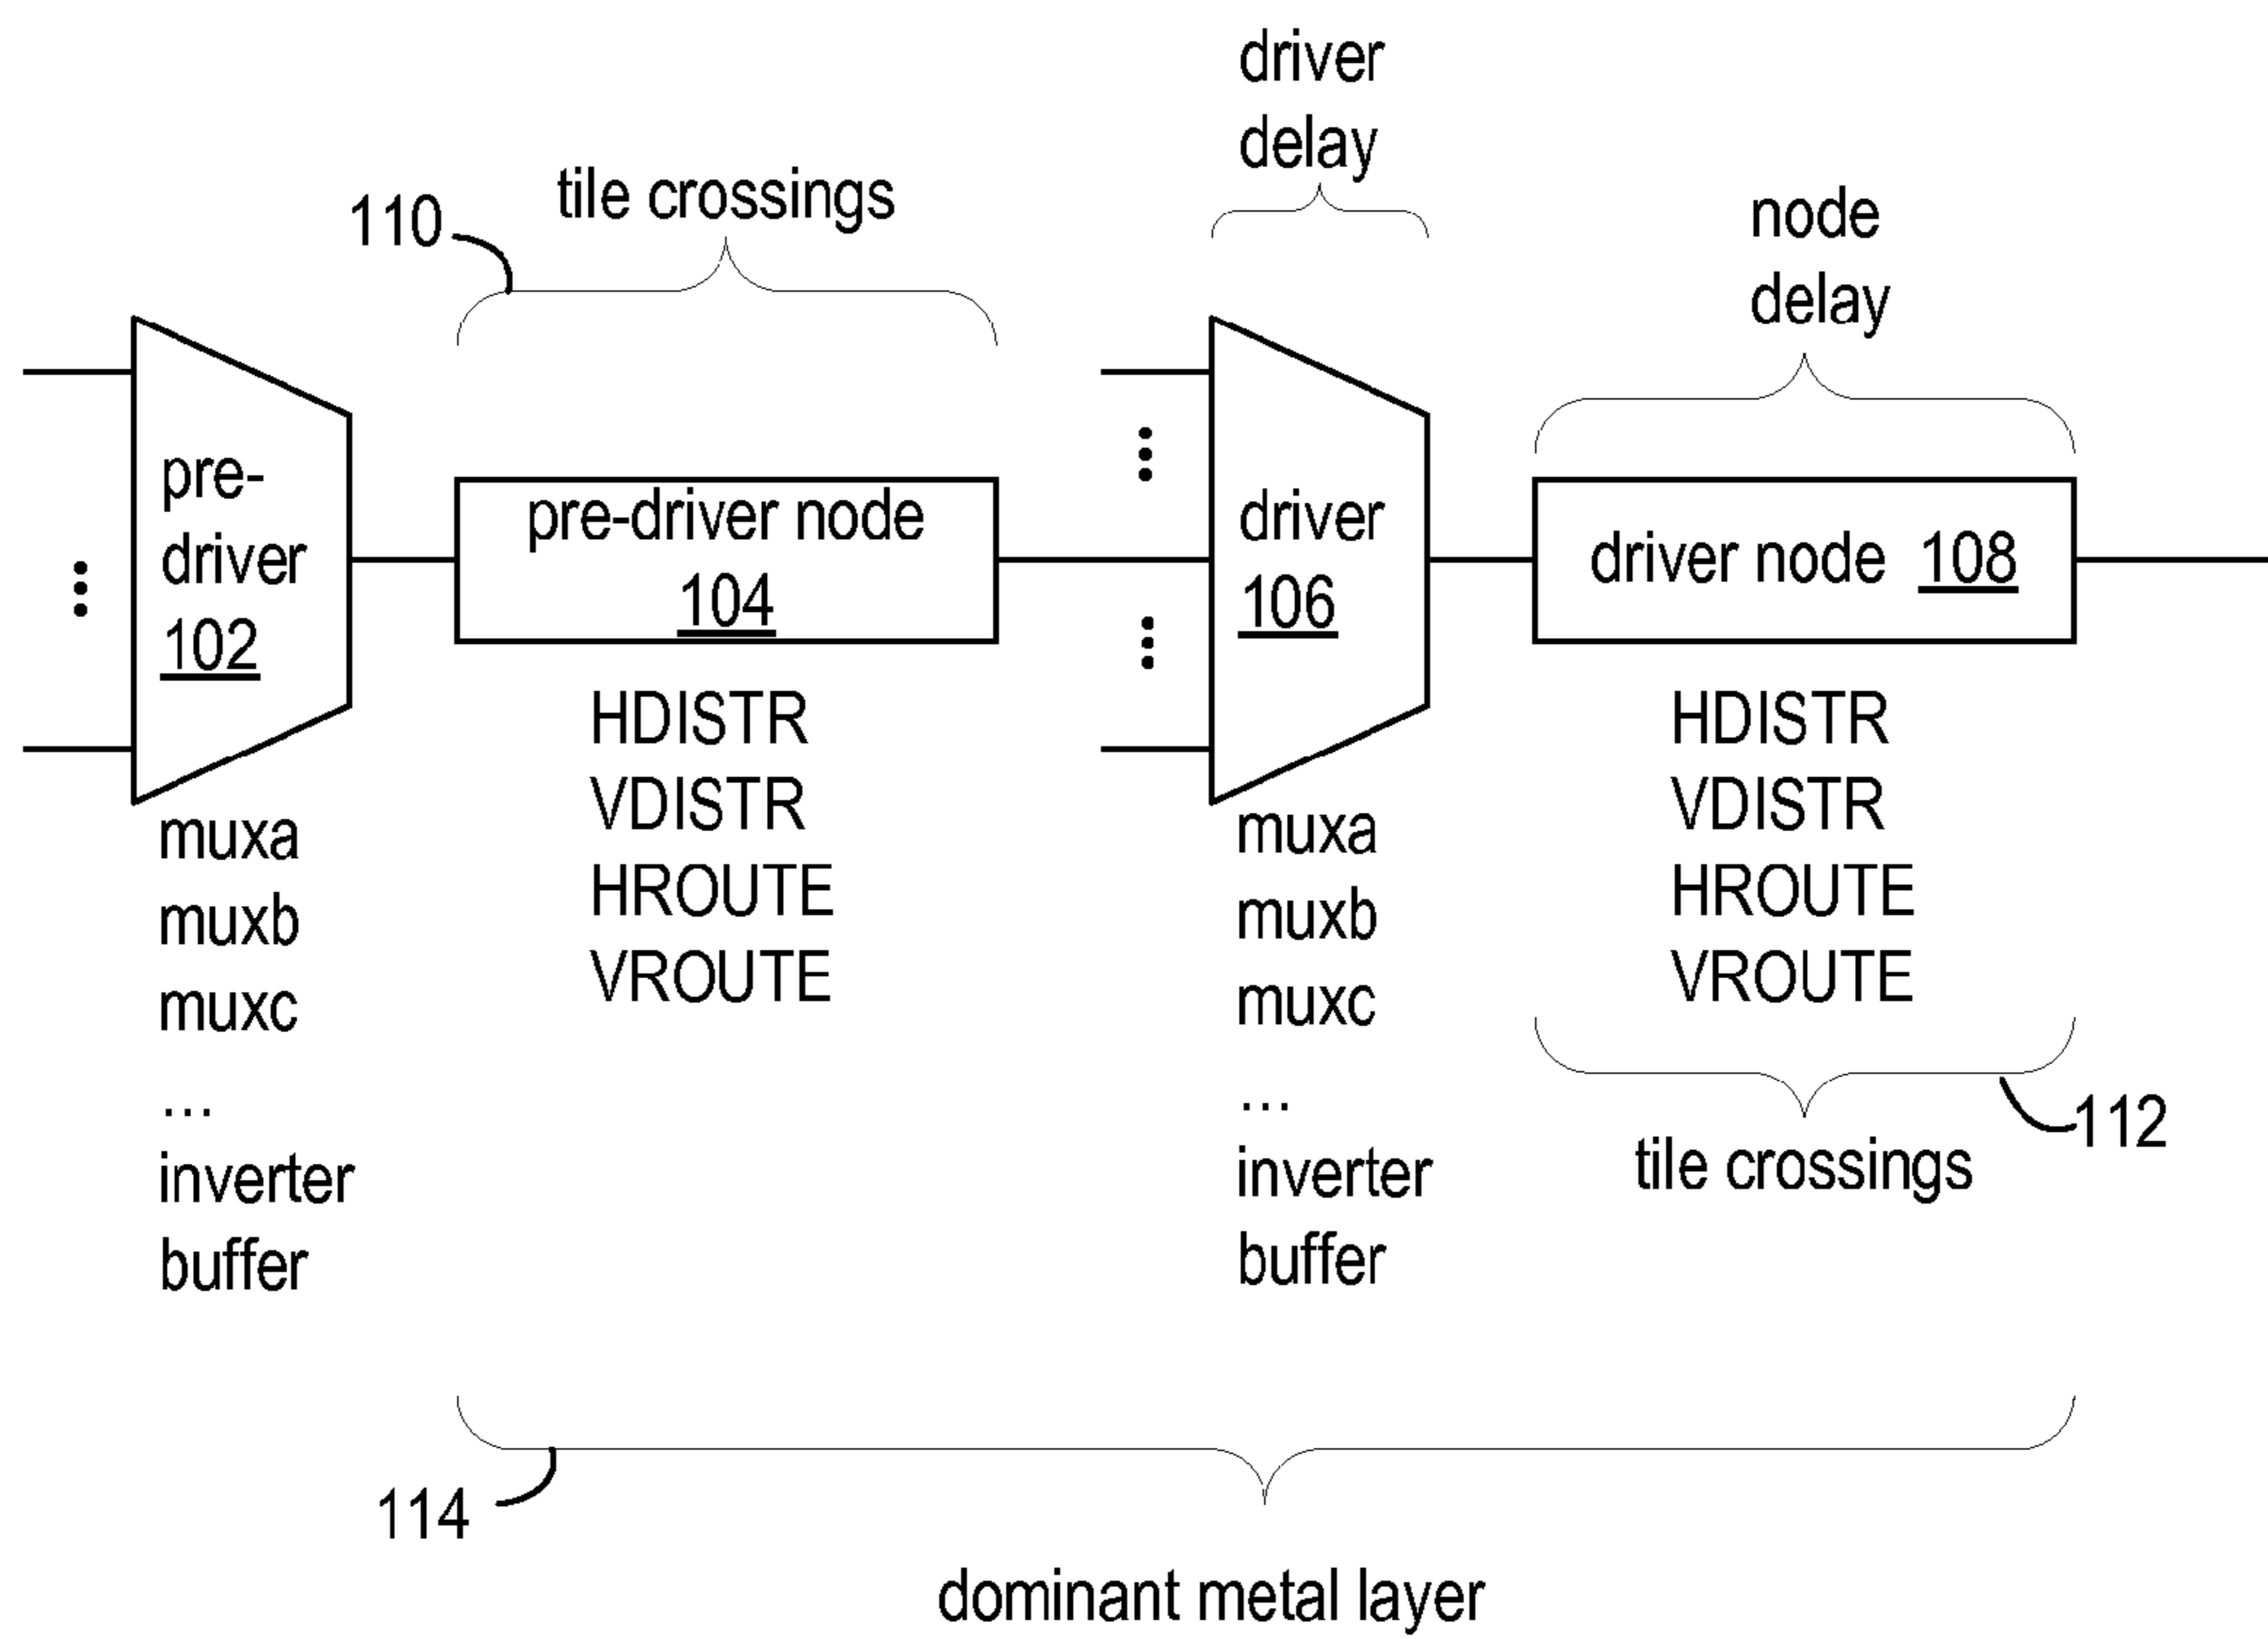 driver
delay
tile crossings
110
node
delay
pre-
driver
102
pre-driver node
104
driver
106
driver node 108
HDISTR
VDISTR
HROUTE
VROUTE
HDISTR
VDISTR
HROUTE
VROUTE
muxa
muxb
muxc
...
inverter
buffer
muxa
muxb
muxc
...
inverter
buffer
112
tile crossings
114
dominant metal layer